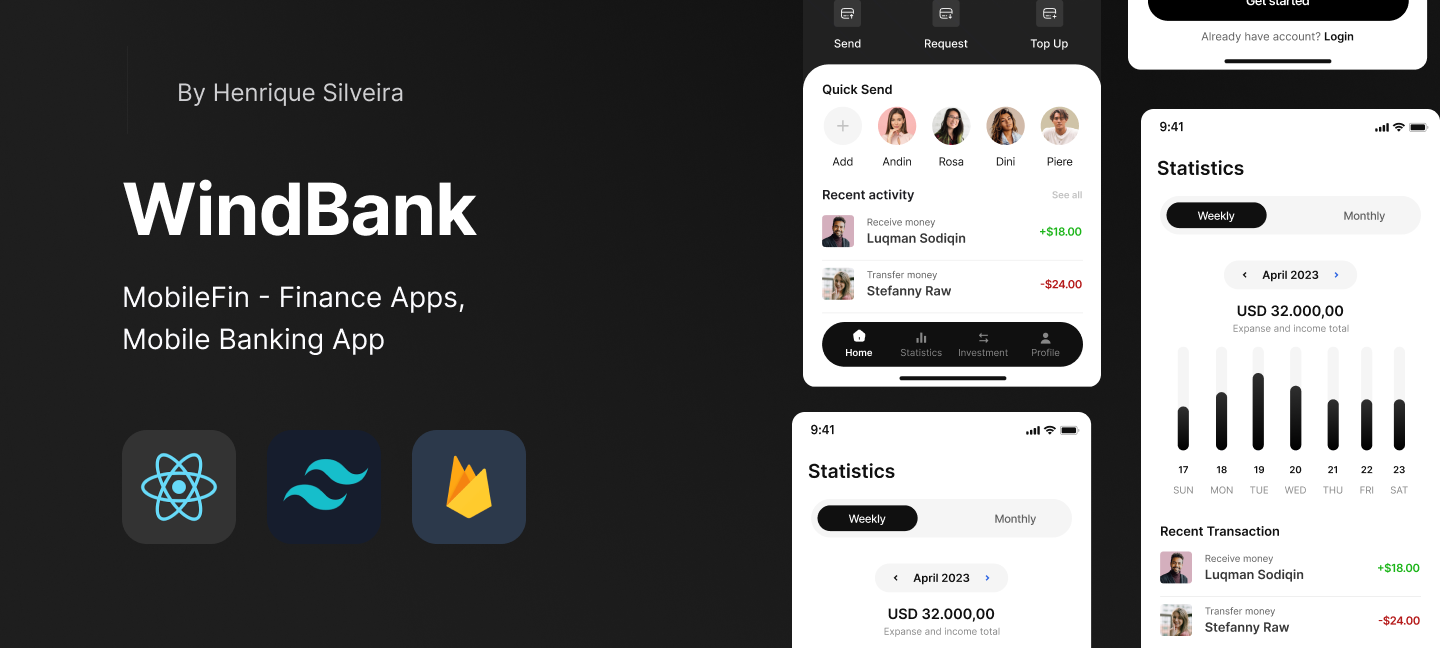 By Henrique Silveira
WindBank
MobileFin - Finance Apps,
Mobile Banking App
Send Request Top Up
Quick Send
Add Andin Rosa Dini Piere
Recent activity See all
Receive money
Luqman Sodiqin +$18.00
Transfer money
Stefanny Raw -$24.00
Home Statistics Investment Profile
9:41
Statistics
Weekly Monthly
April 2023
USD 32.000,00
Expanse and income total
Get started
Already have account? Login
9:41
Statistics
Weekly Monthly
April 2023
USD 32.000,00
Expanse and income total
17 18 19 20 21 22 23
SUN MON TUE WED THU FRI SAT
Recent Transaction
Receive money
Luqman Sodiqin +$18.00
Transfer money
Stefanny Raw -$24.00